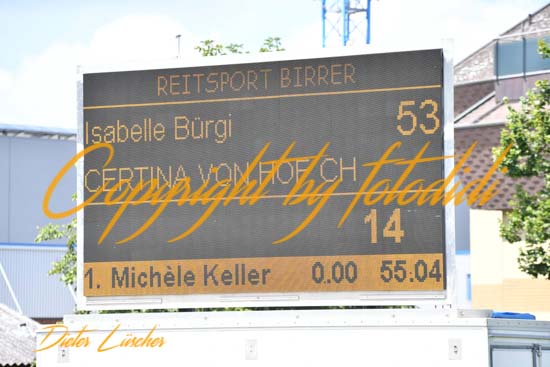 REITSPORT BIRRER
Isabelle Bürgi 53
CERTINA VON HOF CH
Copyright by fotodidi
14
1. Michèle Keller 0.00 55.04
Dieter Lüscher